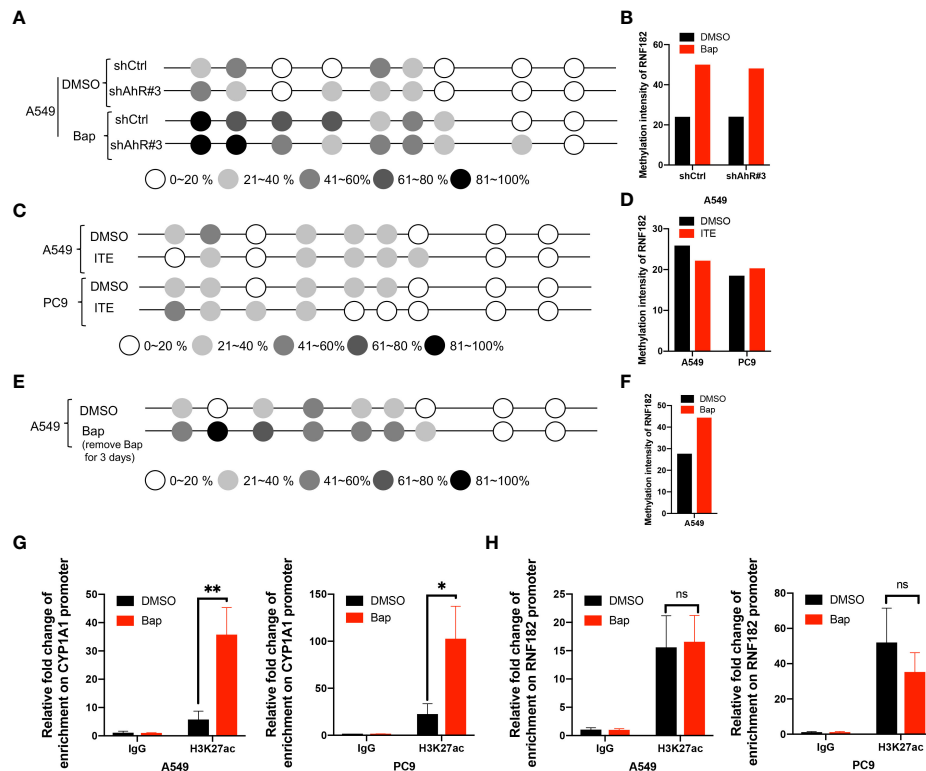 A
A549
DMSO
shCtrl
shAhR#3
Bap
shCtrl
shAhR#3
0~20 % 21~40 % 41~60% 61~80 % 81~100%
B
Methylation intensity of RNF182
DMSO
Bap
60
40
20
0
shCtrl shAhR#3
A549
C
A549
DMSO
ITE
PC9
DMSO
ITE
0~20 % 21~40 % 41~60% 61~80 % 81~100%
D
Methylation intensity of RNF182
DMSO
ITE
30
20
10
0
A549 PC9
E
A549
DMSO
Bap
(remove Bap
for 3 days)
0~20 % 21~40 % 41~60% 61~80 % 81~100%
F
Methylation intensity of RNF182
DMSO
Bap
50
40
30
20
10
0
A549
G
Relative fold change of
enrichment on CYP1A1 promoter
50
40
30
20
10
0
DMSO
Bap
**
IgG H3K27ac
A549
Relative fold change of
enrichment on CYP1A1 promoter
150
100
50
0
DMSO
Bap
*
IgG H3K27ac
PC9
H
Relative fold change of
enrichment on RNF182 promoter
25
20
15
10
5
0
DMSO
Bap
ns
IgG H3K27ac
A549
Relative fold change of
enrichment on RNF182 promoter
80
60
40
20
0
DMSO
Bap
ns
IgG H3K27ac
PC9